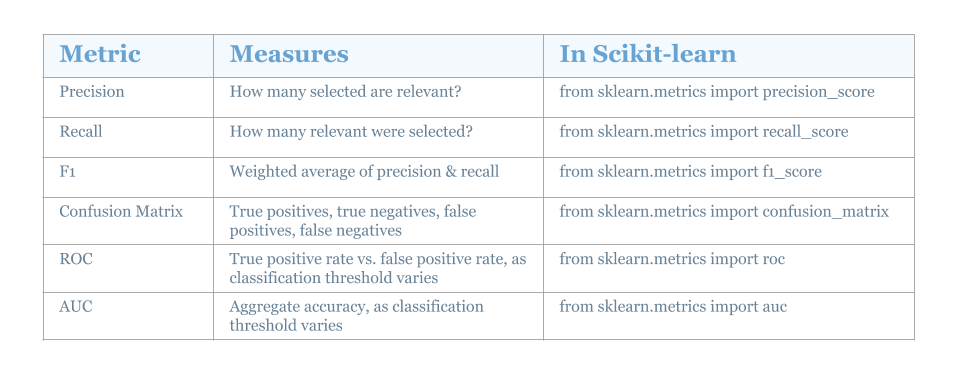 Metric Measures In Scikit-learn
Precision How many selected are relevant? from sklearn.metrics import precision_score
Recall How many relevant were selected? from sklearn.metrics import recall_score
F1 Weighted average of precision & recall from sklearn.metrics import f1_score
Confusion Matrix True positives, true negatives, false from sklearn.metrics import confusion_matrix
positives, false negatives
ROC True positive rate vs. false positive rate, as from sklearn.metrics import roc
classification threshold varies
AUC Aggregate accuracy, as classification from sklearn.metrics import auc
threshold varies